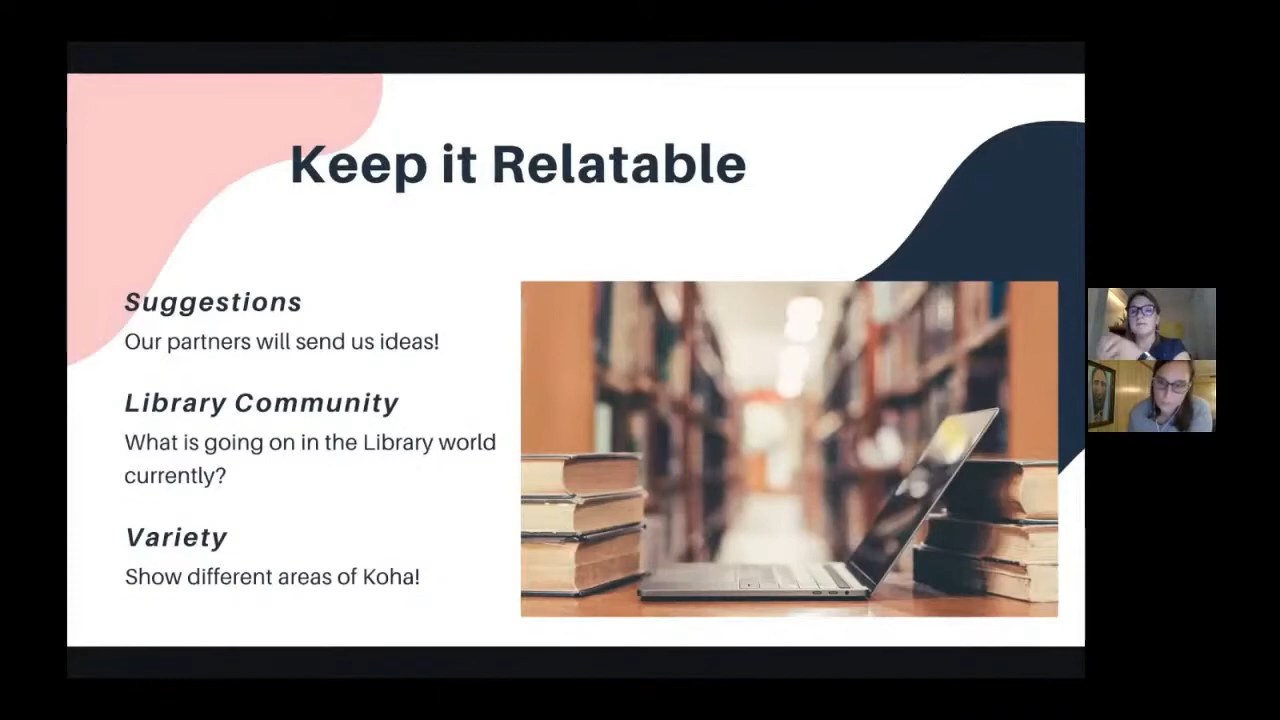 Keep it Relatable
Suggestions
Our partners will send us ideas!
Library Community
What is going on in the Library world
currently?
Variety
Show different areas of Koha!